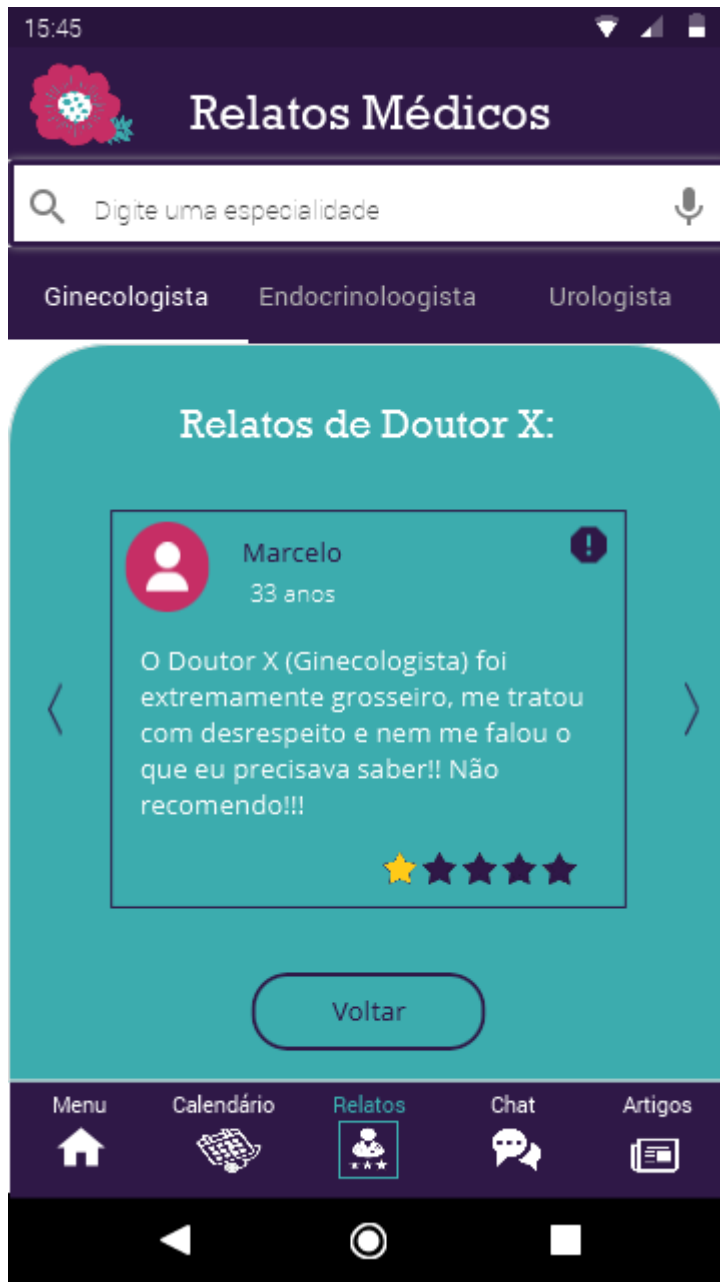 15:45
Relatos Médicos
Digite uma especialidade
Ginecologista Endocrinoloogista Urologista
Relatos de Doutor X:
Marcelo
33 anos
O Doutor X (Ginecologista) foi
extremamente grosseiro, me tratou
com desrespeito e nem me falou o
que eu precisava saber!! Não
recomendo!!!
Voltar
Menu Calendário Relatos Chat Artigos